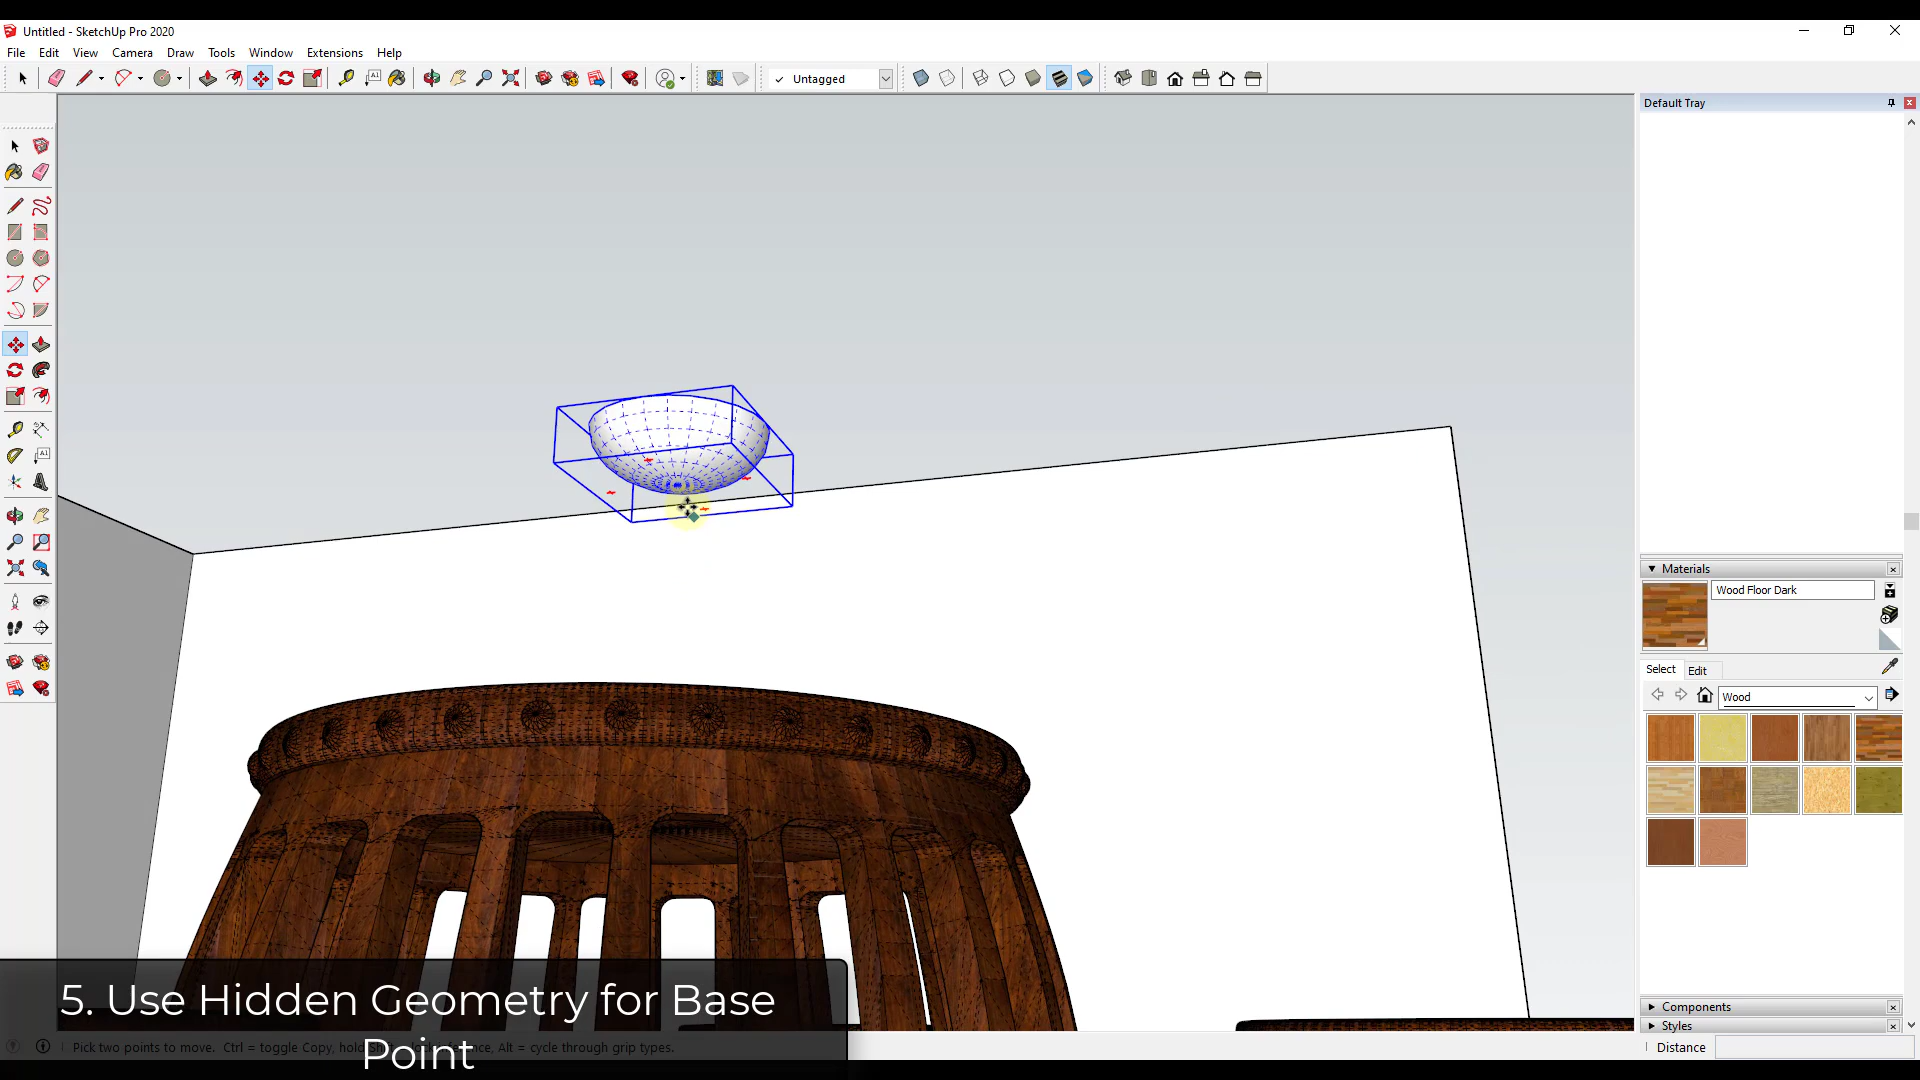 Untitled - SketchUp Pro 2020
File Edit View Camera Draw Tools Window Extensions Help
A1 Untagged
Default Tray
A1
Materials
Wood Floor Dark
Select Edit
Wood
Components
Styles
5. Use Hidden Geometry for Base
Point
Pick two points to move. Ctrl = toggle Copy, hold Alt = cycle through grip types.
Distance